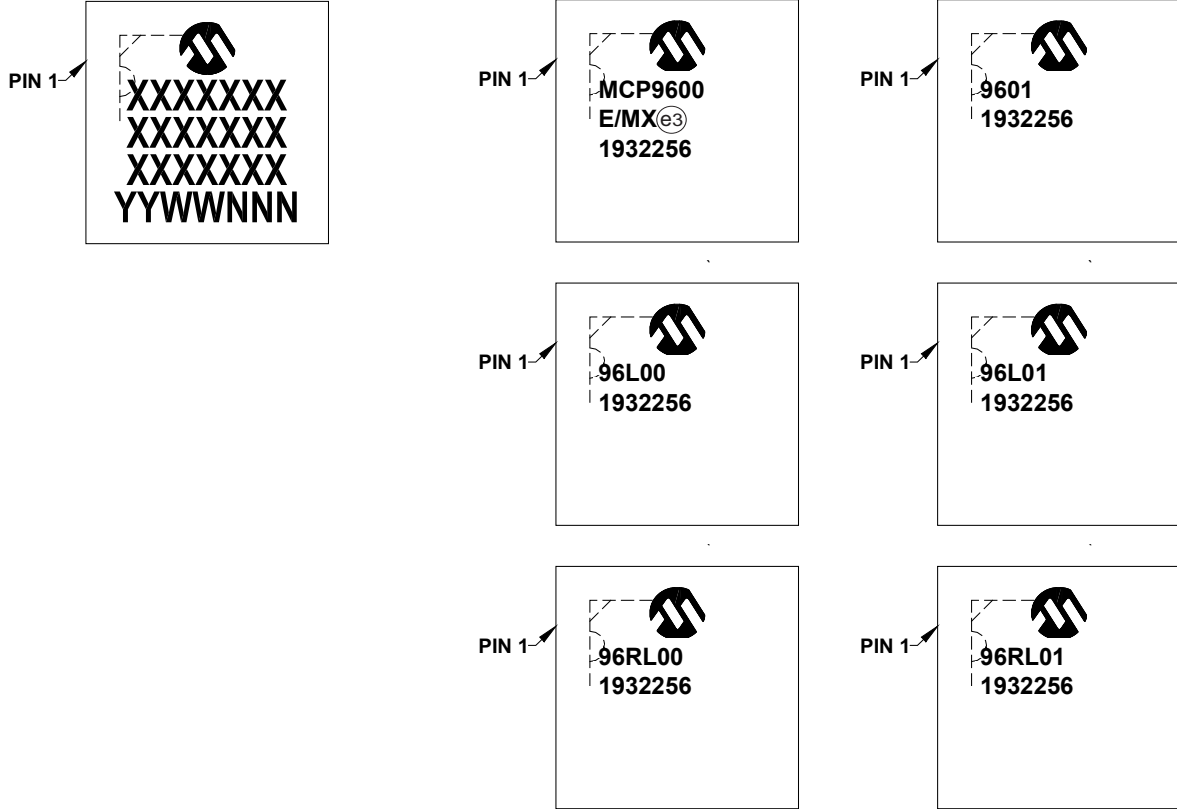 PIN 1
XXXXXXX
XXXXXXX
XXXXXXX
YYWWNNN
PIN 1
MCP9600
E/MX e3
1932256
PIN 1
9601
1932256
PIN 1
96L00
1932256
PIN 1
96L01
1932256
PIN 1
96RL00
1932256
PIN 1
96RL01
1932256